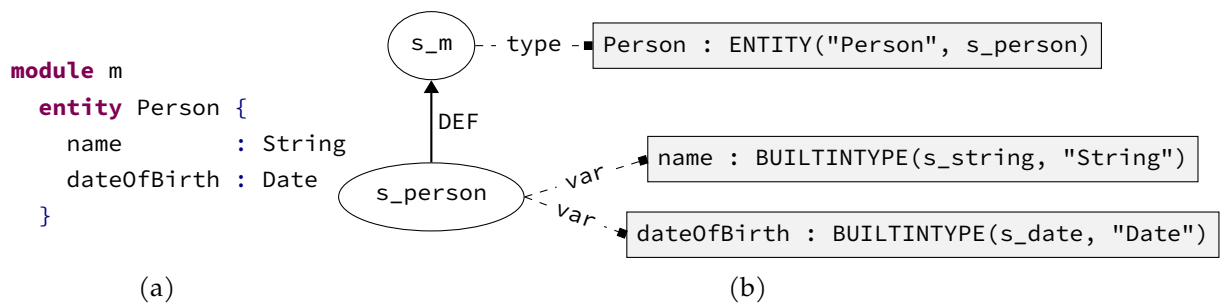 module m
entity Person {
name : String
dateOfBirth : Date
}
(a)
s_m
type
Person : ENTITY("Person", s_person)
DEF
s_person
var
name : BUILTINTYPE(s_string, "String")
var
dateOfBirth : BUILTINTYPE(s_date, "Date")
(b)